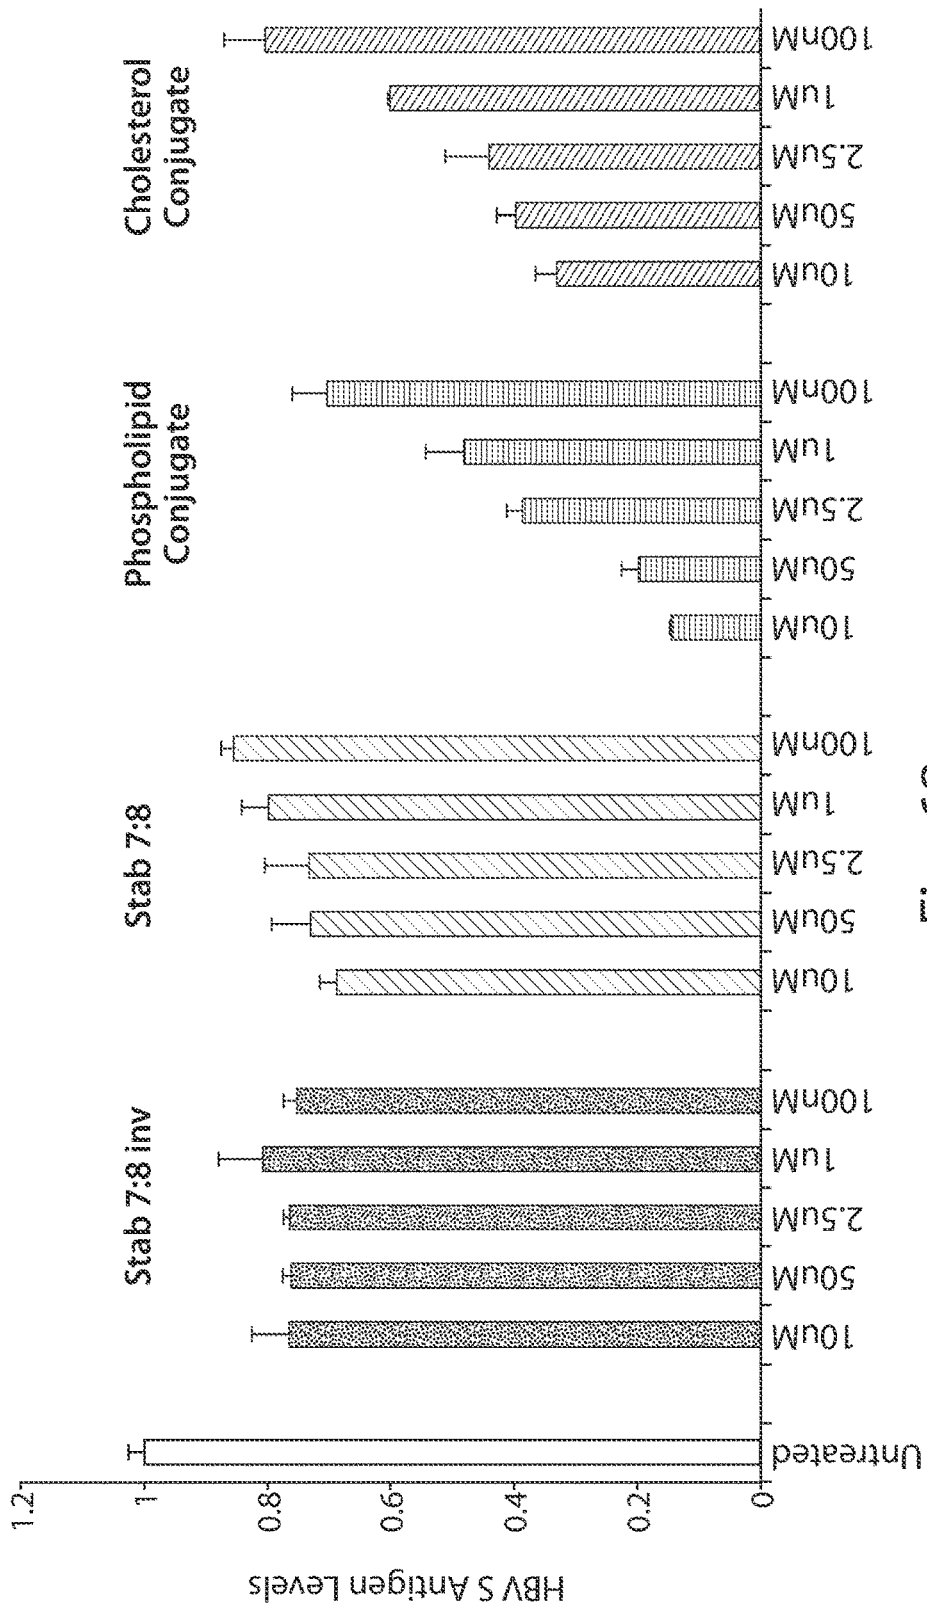 HBV S Antigen Levels
1.2
1
0.8
0.6
0.4
0.2
0
Stab 7:8 inv
Stab 7:8
Phospholipid
Conjugate
Cholesterol
Conjugate
Untreated
10uM
50uM
2.5uM
1uM
100nM
10uM
50uM
2.5uM
1uM
100nM
10uM
50uM
2.5uM
1uM
100nM
10uM
50uM
2.5uM
1uM
100nM